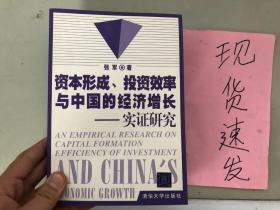 张军 著
资本形成、投资效率
与中国的经济增长
——实证研究
AN EMPIRICAL RESEARCH ON
CAPITAL FORMATION
EFFICIENCY OF INVESTMENT
AND CHINA'S
ECONOMIC GROWTH
清华大学出版社
现
货
速
发